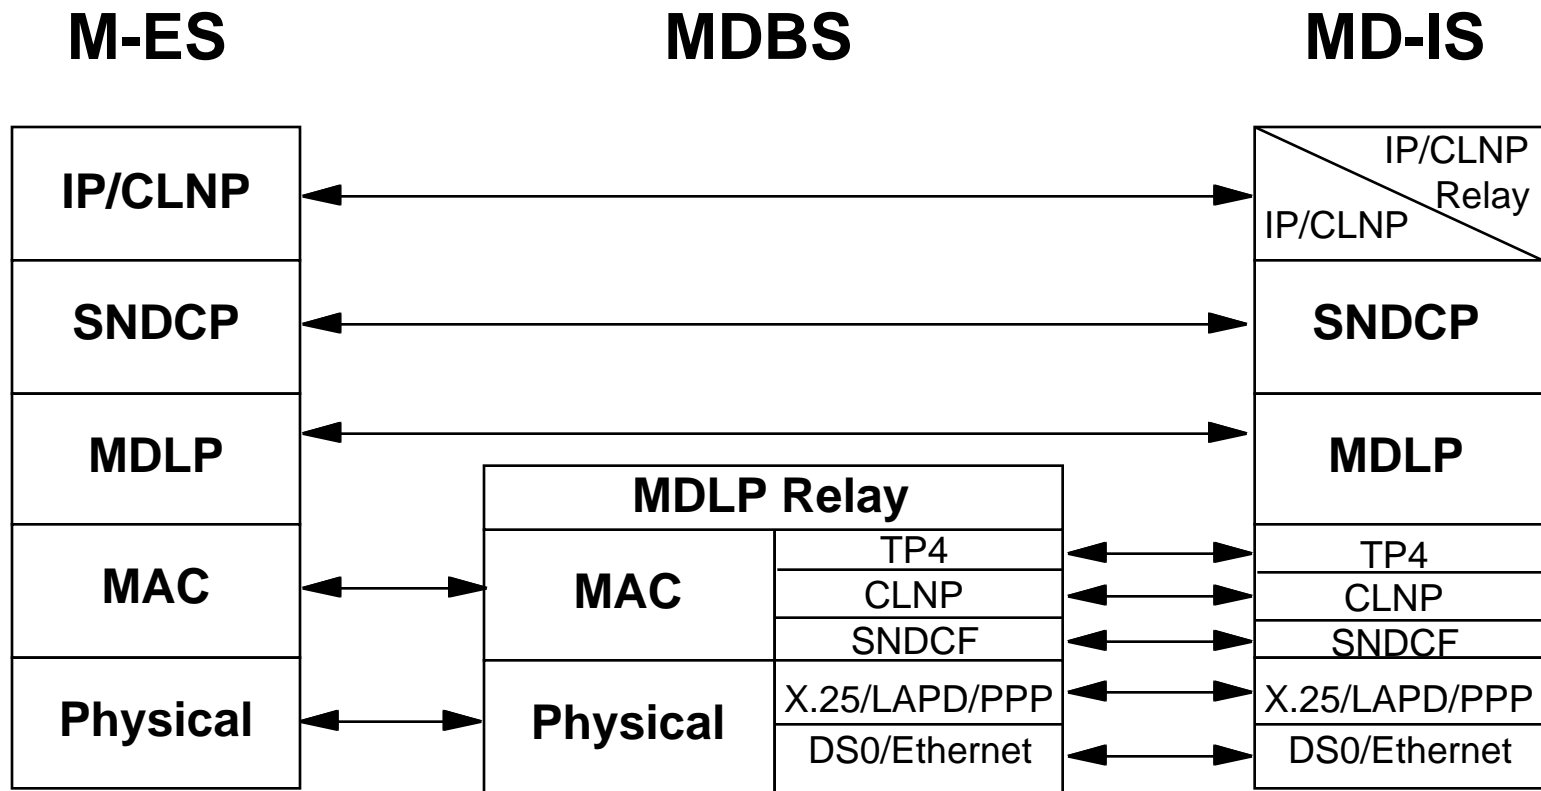 M-ES
MDBS
MD-IS
IP/CLNP
SNDCP
MDLP
MAC
Physical
MDLP Relay
MAC
Physical
TP4
CLNP
SNDCF
X.25/LAPD/PPP
DS0/Ethernet
IP/CLNP
Relay
IP/CLNP
SNDCP
MDLP
TP4
CLNP
SNDCF
X.25/LAPD/PPP
DS0/Ethernet